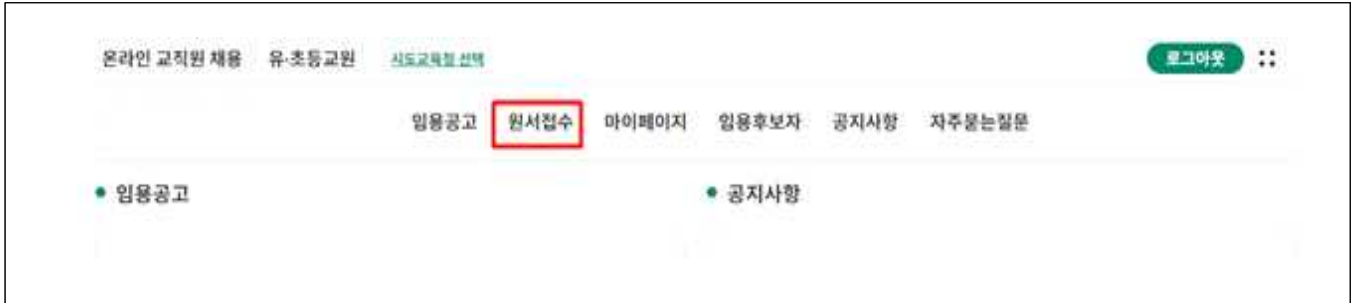 온라인 교직원 채용 유·초등교원 시도교육청 선택 로그아웃
임용공고 원서접수 마이페이지 임용후보자 공지사항 자주묻는질문
임용공고 공지사항